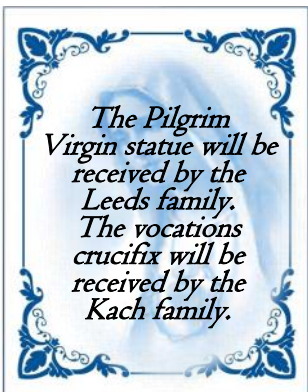 The Pilgrim
Virgin statue will be
received by the
Leeds family.
The vocations
crucifix will be
received by the
Kach family.